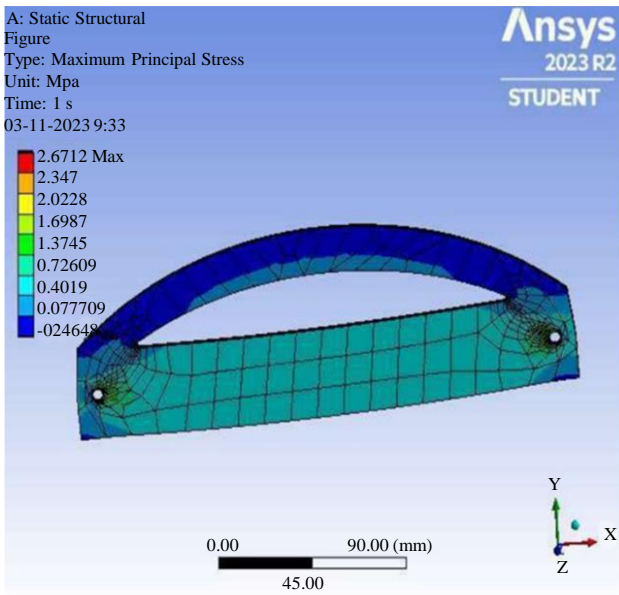 A: Static Structural
Figure
Type: Maximum Principal Stress
Unit: Mpa
Time: 1 s
03-11-2023 9:33
Ansys
2023 R2
STUDENT
2.6712 Max
2.347
2.0228
1.6987
1.3745
0.72609
0.4019
0.077709
-024648
Y
X
Z
0.00 90.00 (mm)
45.00